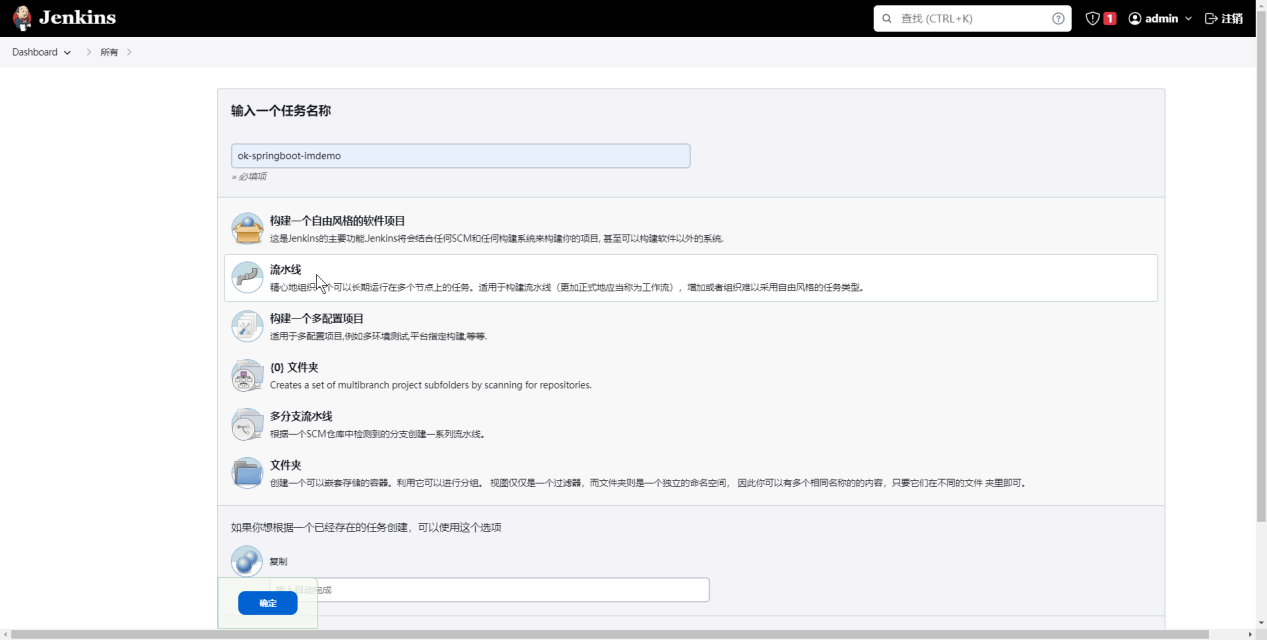 Jenkins
查找 (CTRL+K)
1
admin
注销
Dashboard
所有
输入一个任务名称
ok-springboot-imdemo
» 必填项
构建一个自由风格的软件项目
这是Jenkins的主要功能.Jenkins将会结合任何SCM和任何构建系统来构建你的项目, 甚至可以构建软件以外的系统.
流水线
精心地组织一个可以长期运行在多个节点上的任务。适用于构建流水线（更加正式地应当称为工作流），增加或者组织难以采用自由风格的任务类型。
构建一个多配置项目
适用于多配置项目,例如多环境测试,平台指定构建,等等.
{0} 文件夹
Creates a set of multibranch project subfolders by scanning for repositories.
多分支流水线
根据一个SCM仓库中检测到的分支创建一系列流水线。
文件夹
创建一个可以嵌套存储的容器。利用它可以进行分组。 视图仅仅是一个过滤器，而文件夹则是一个独立的命名空间， 因此你可以有多个相同名称的的内容，只要它们在不同的文件 夹里即可。
如果你想根据一个已经存在的任务创建，可以使用这个选项
复制
输入自动完成
确定